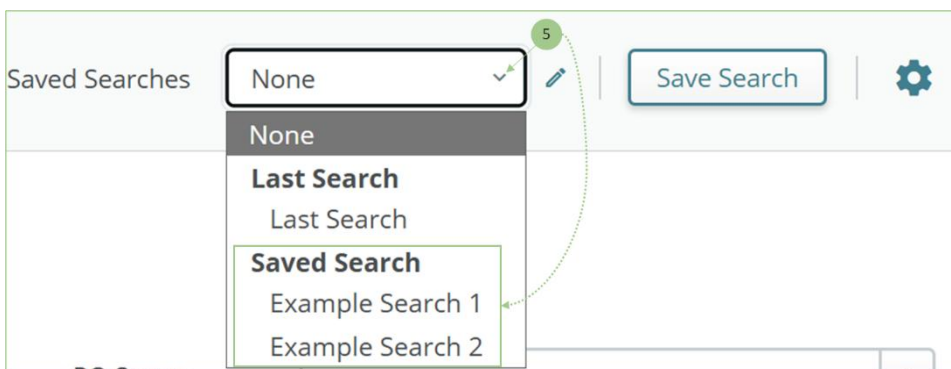 5
Saved Searches None Save Search
None
Last Search
Last Search
Saved Search
Example Search 1
Example Search 2